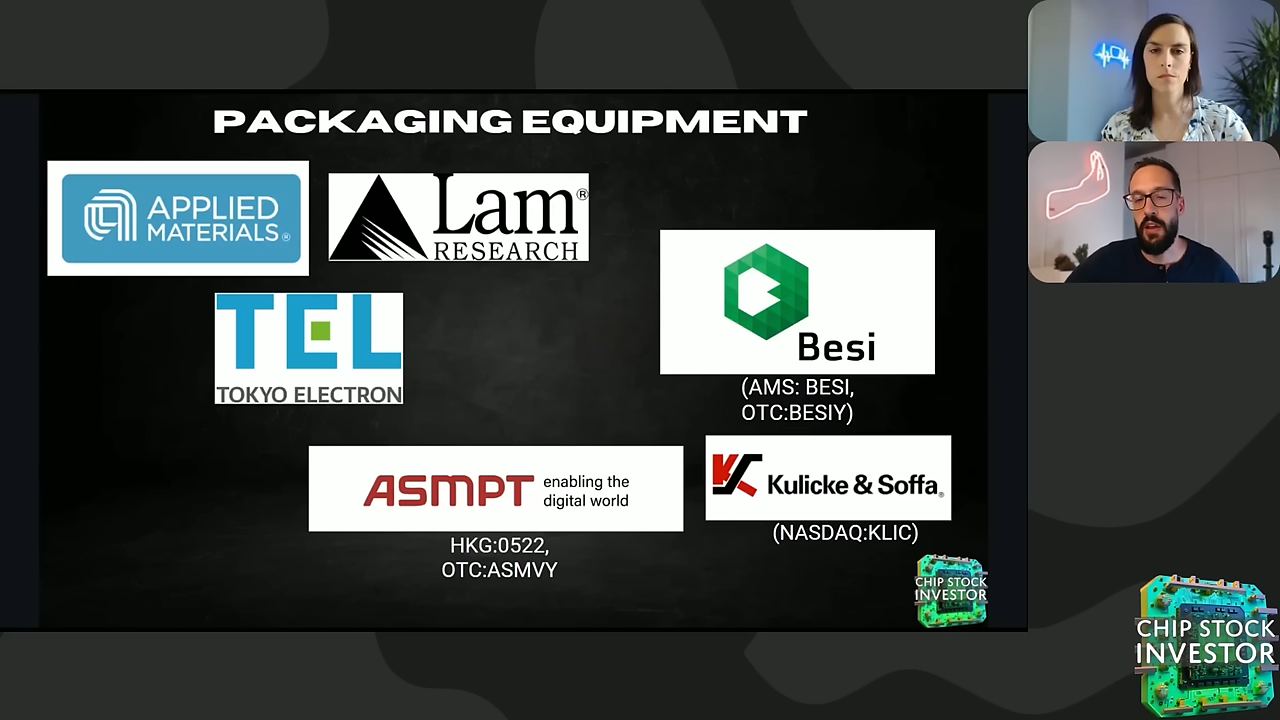 PACKAGING EQUIPMENT
APPLIED
MATERIALS®
Lam®
RESEARCH
TEL
TOKYO ELECTRON
Besi
(AMS: BESI,
OTC:BESIY)
ASMPT enabling the
digital world
HKG:0522,
OTC:ASMVY
Kulicke & Soffa®
(NASDAQ:KLIC)
CHIP STOCK
INVESTOR
CHIP STOCK
INVESTOR